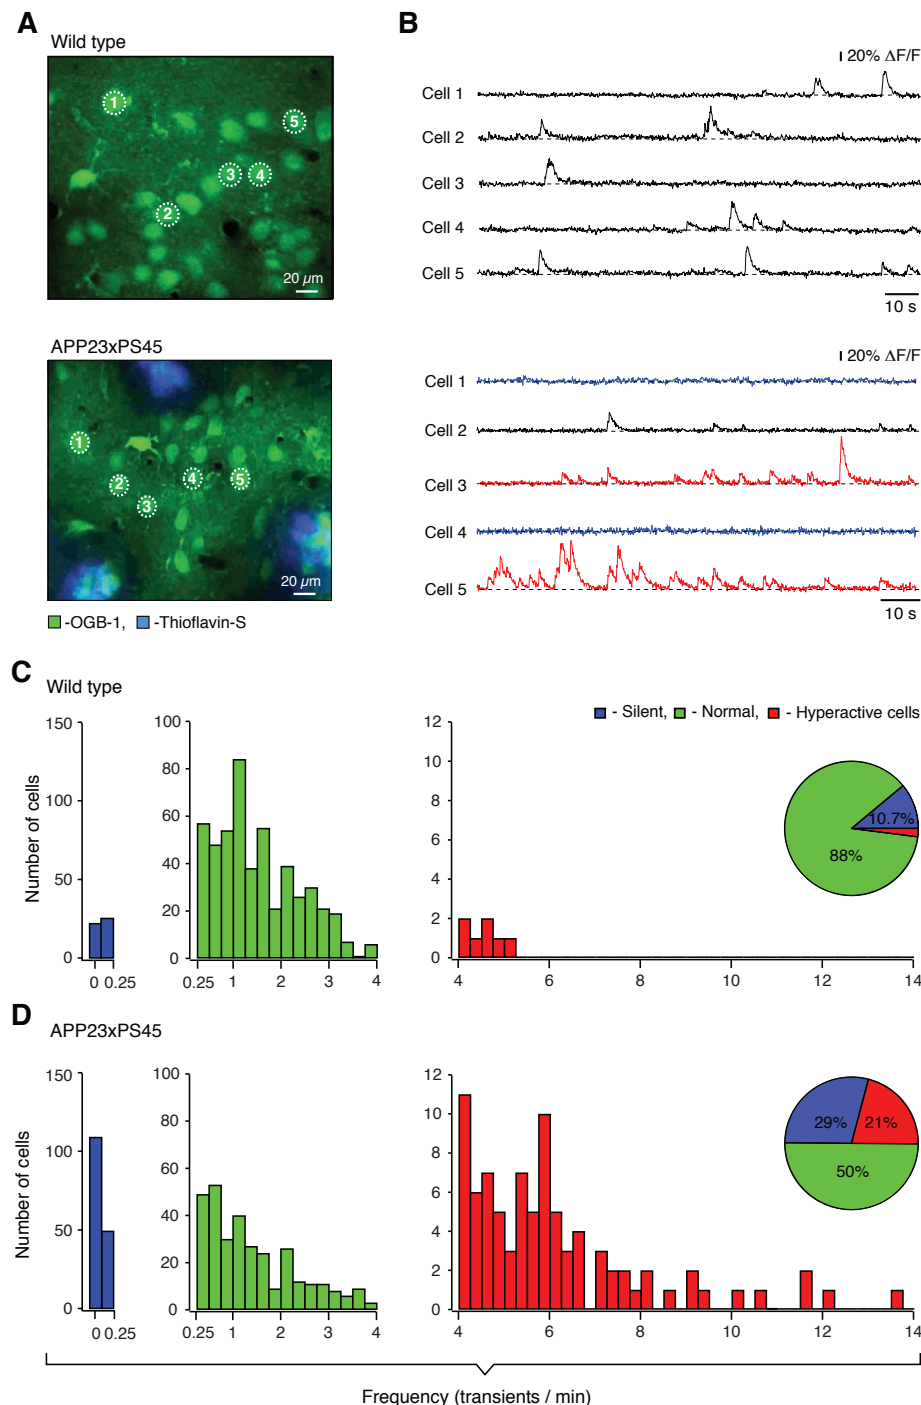 A
Wild type
1
5
3
4
2
20 µm
APP23xPS45
1
2
4
5
3
20 µm
-OGB-1, -Thioflavin-S
B
20% ΔF/F
Cell 1
Cell 2
Cell 3
Cell 4
Cell 5
10 s
20% ΔF/F
Cell 1
Cell 2
Cell 3
Cell 4
Cell 5
10 s
C
Wild type
- Silent, - Normal, - Hyperactive cells
Number of cells
150
100
50
0
0 0.25
100
80
60
40
20
0
0.25 1 2 3 4
12
10
8
6
4
2
0
4 6 8 10 12 14
10.7%
88%
D
APP23xPS45
Number of cells
150
100
50
0
0 0.25
100
80
60
40
20
0
0.25 1 2 3 4
12
10
8
6
4
2
0
4 6 8 10 12 14
29% 21%
50%
Frequency (transients / min)